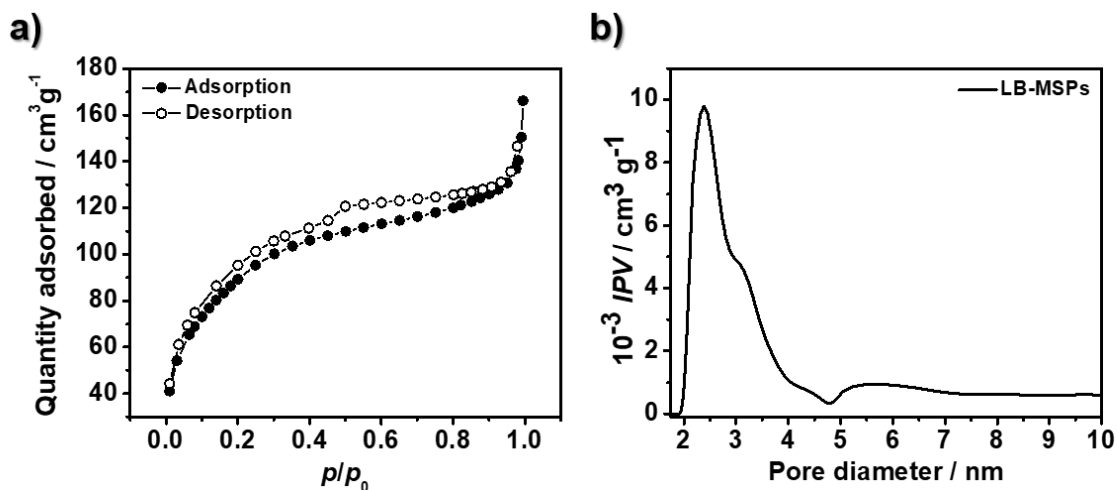 a)
Quantity adsorbed / cm³g⁻¹
180
160
140
120
100
80
60
40
Adsorption
Desorption
0.0 0.2 0.4 0.6 0.8 1.0
p/p₀
b)
10⁻³ IPV / cm³ g⁻¹
10
8
6
4
2
0
LB-MSPs
2 3 4 5 6 7 8 9 10
Pore diameter / nm